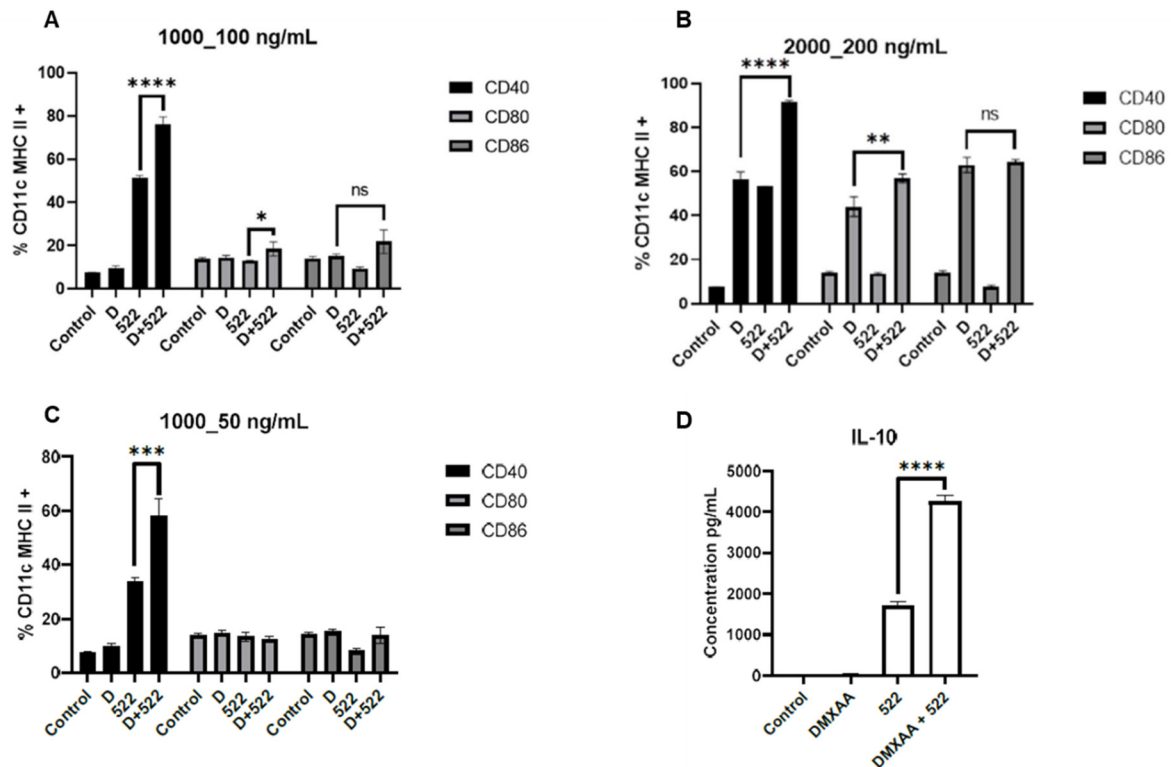 A
1000_100 ng/mL
% CD11c MHC II +
100
80
60
40
20
0
****
*
ns
Control
D
522
D+522
Control
D
522
D+522
Control
D
522
D+522
CD40
CD80
CD86
B
2000_200 ng/mL
% CD11c MHC II +
100
80
60
40
20
0
****
**
ns
Control
D
522
D+522
Control
D
522
D+522
Control
D
522
D+522
CD40
CD80
CD86
C
1000_50 ng/mL
% CD11c MHC II +
80
60
40
20
0
***
Control
D
522
D+522
Control
D
522
D+522
Control
D
522
D+522
CD40
CD80
CD86
D
IL-10
Concentration pg/mL
5000
4000
3000
2000
1000
0
****
Control
DMXAA
522
DMXAA + 522